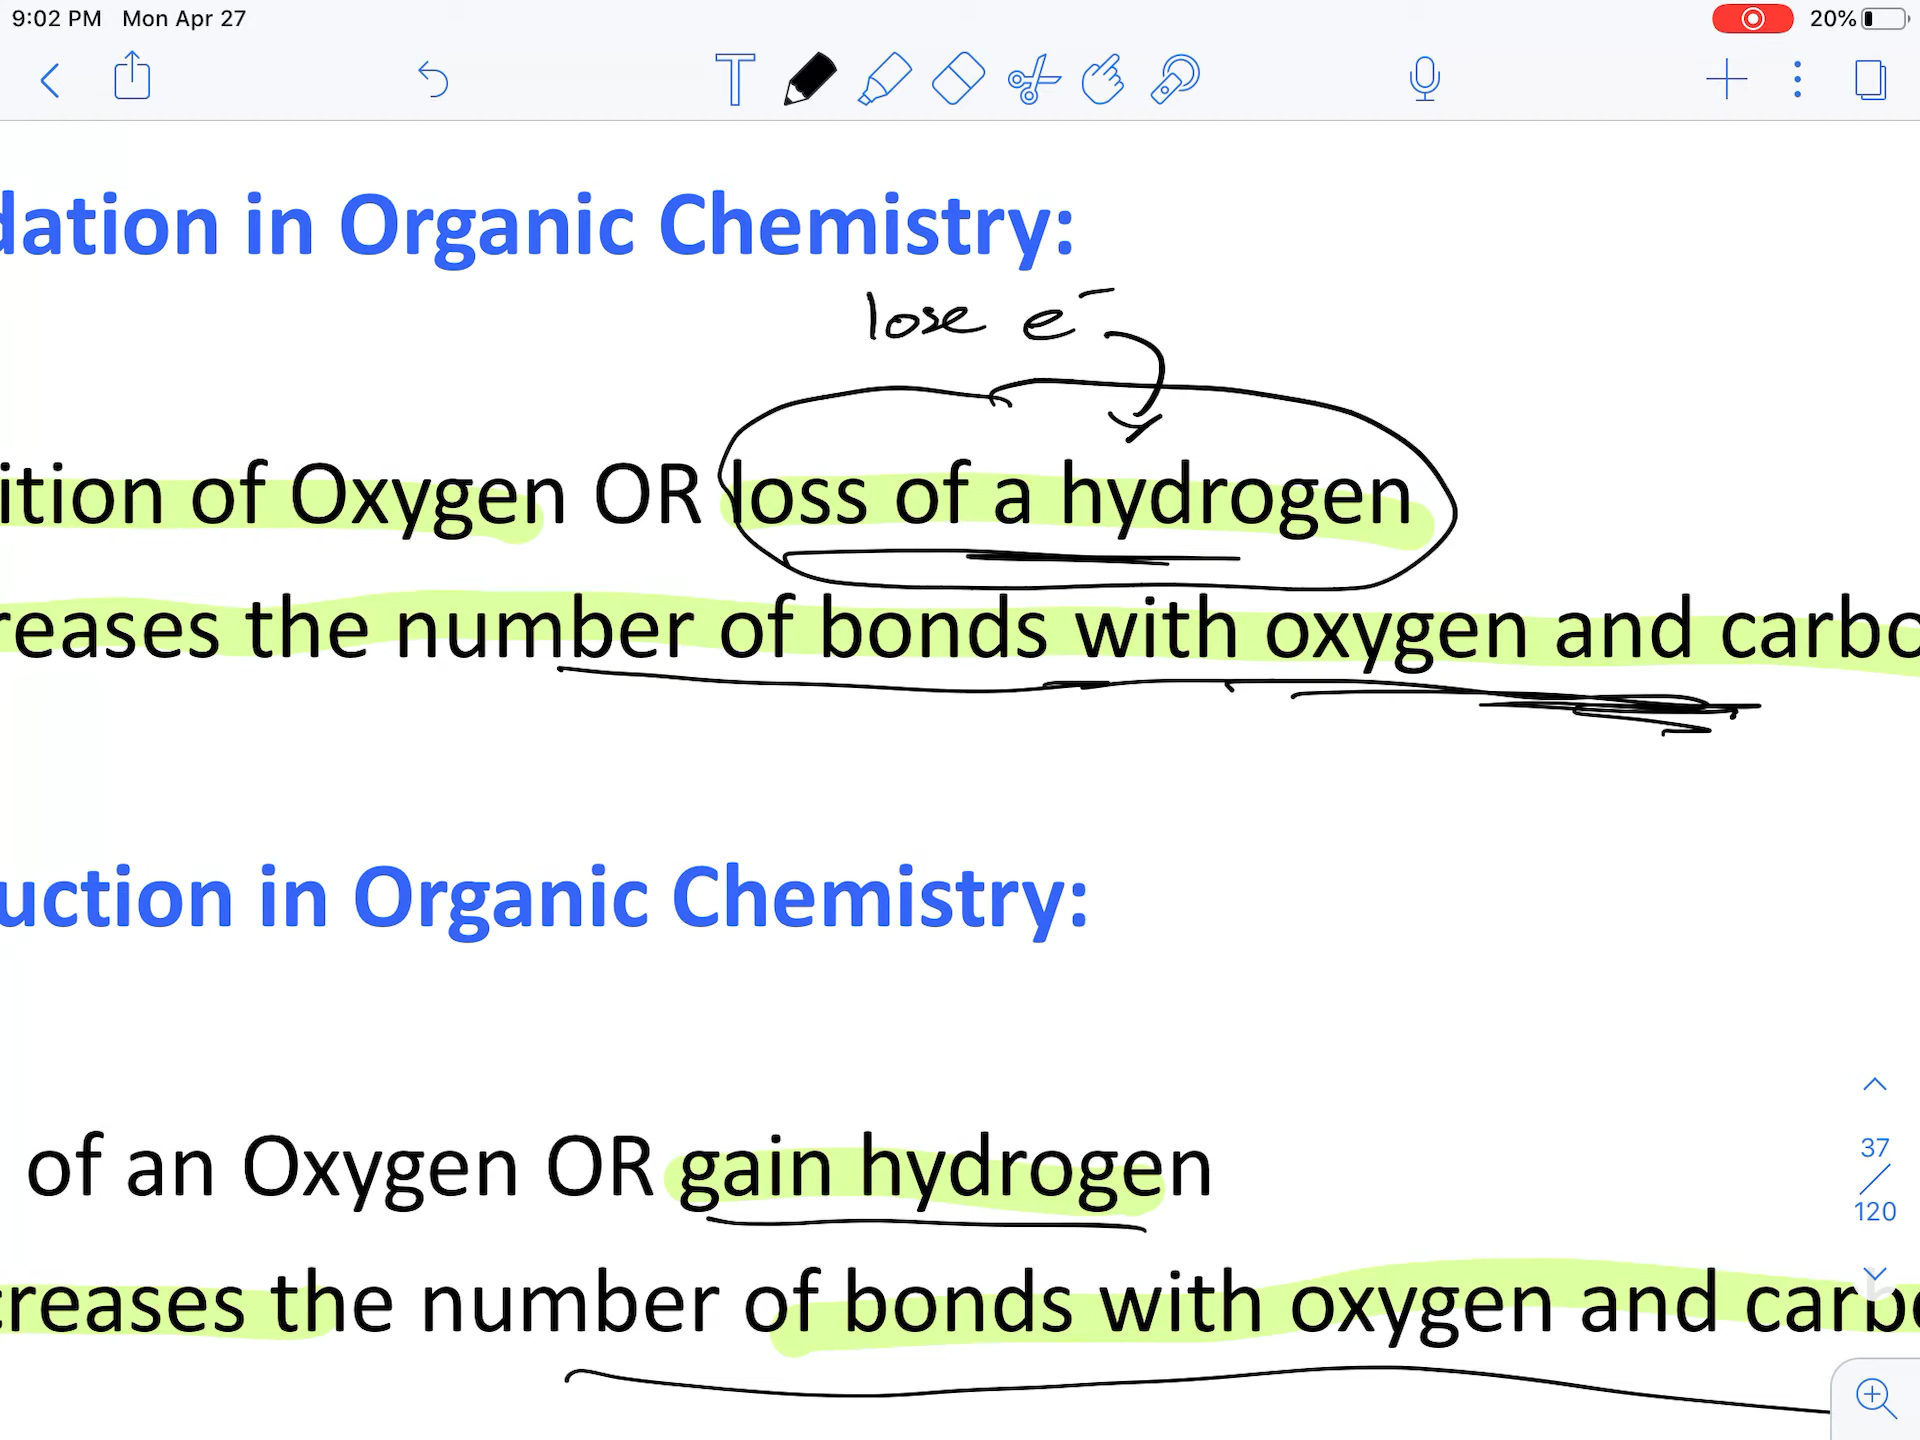 9:02 PM Mon Apr 27
20%
dation in Organic Chemistry:
lose e⁻
ition of Oxygen OR loss of a hydrogen
reases the number of bonds with oxygen and carbo
uction in Organic Chemistry:
37
120
of an Oxygen OR gain hydrogen
creases the number of bonds with oxygen and carb